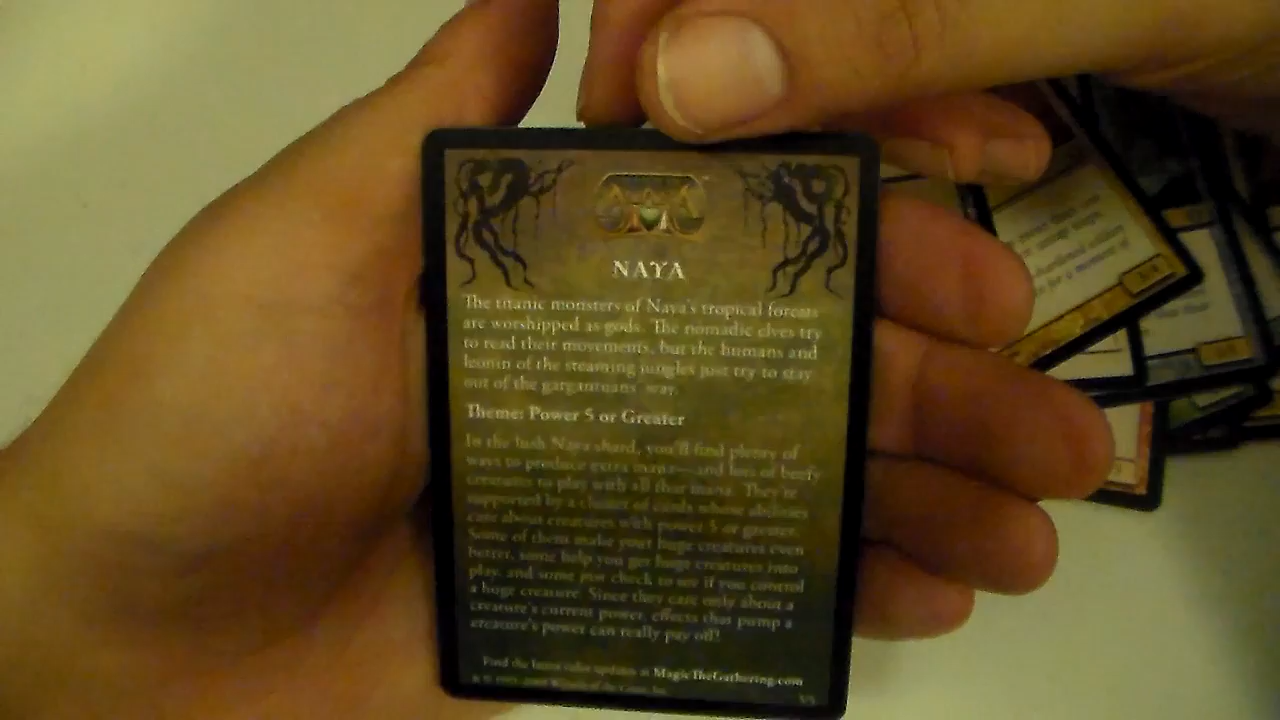 NAYA
The titanic monsters of Naya's tropical forests
are worshipped as gods. The nomadic elves try
to read their movements, but the humans and
leonin of the steaming jungles just try to stay
out of the gargantuans' way.
Theme: Power 5 or Greater
In the lush Naya shard, you'll find plenty of
ways to produce extra mana—and lots of beefy
creatures to play with all that mana. They're
supported by a cluster of cards whose abilities
care about creatures with power 5 or greater.
Some of them make your huge creatures even
better, some help you get huge creatures into
play, and some just check to see if you control
a huge creature. Since they care only about a
creature's current power, effects that pump a
creature's power can really pay off!
Find the latest rules updates at MagicTheGathering.com